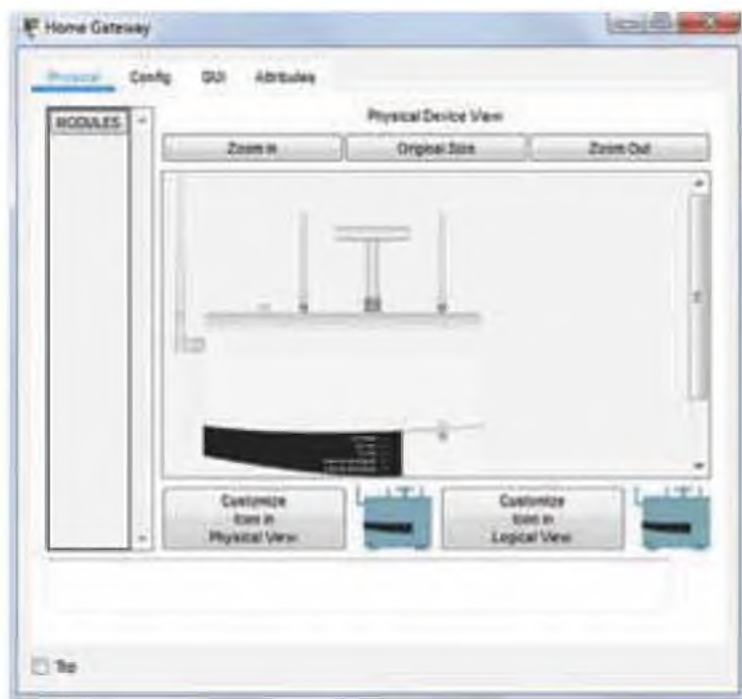 Home Gateway
Physical Config GUI Attributes
MODULES
Physical Device View
Zoom In Original Size Zoom Out
Customize
Icon in
Physical View
Customize
Icon in
Logical View
Top